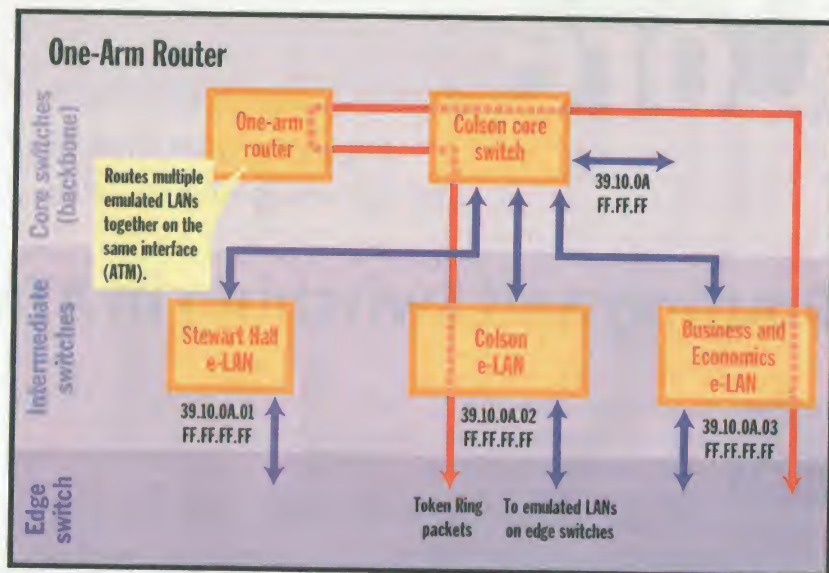 One-Arm Router
Core switches
(backbone)
One-arm
router
Colson core
switch
Routes multiple
emulated LANs
together on the
same interface
(ATM).
39.10.0A
FF.FF.FF
Intermediate
switches
Stewart Hall
e-LAN
Colson
e-LAN
Business and
Economics
e-LAN
39.10.0A.01
FF.FF.FF.FF
39.10.0A.02
FF.FF.FF.FF
39.10.0A.03
FF.FF.FF.FF
Edge
switch
Token Ring
packets
To emulated LANs
on edge switches